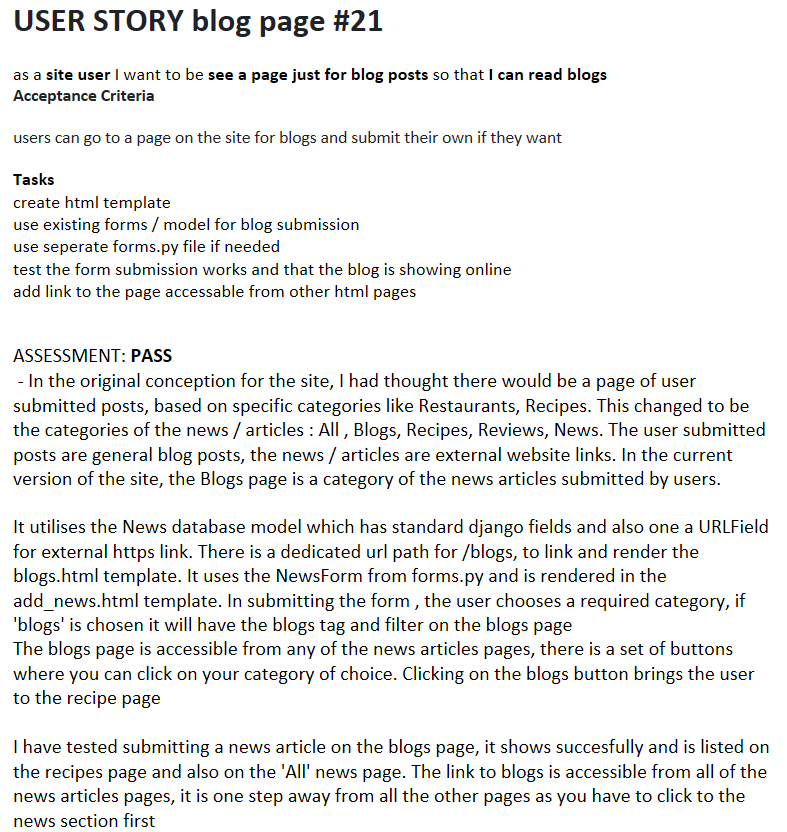 USER STORY blog page #21
as a site user I want to be see a page just for blog posts so that I can read blogs
Acceptance Criteria
users can go to a page on the site for blogs and submit their own if they want
Tasks
create html template
use existing forms / model for blog submission
use seperate forms.py file if needed
test the form submission works and that the blog is showing online
add link to the page accessable from other html pages
ASSESSMENT: PASS
- In the original conception for the site, I had thought there would be a page of user
submitted posts, based on specific categories like Restaurants, Recipes. This changed to be
the categories of the news / articles : All , Blogs, Recipes, Reviews, News. The user submitted
posts are general blog posts, the news / articles are external website links. In the current
version of the site, the Blogs page is a category of the news articles submitted by users.
It utilises the News database model which has standard django fields and also one a URLField
for external https link. There is a dedicated url path for /blogs, to link and render the
blogs.html template. It uses the NewsForm from forms.py and is rendered in the
add_news.html template. In submitting the form , the user chooses a required category, if
'blogs' is chosen it will have the blogs tag and filter on the blogs page
The blogs page is accessible from any of the news articles pages, there is a set of buttons
where you can click on your category of choice. Clicking on the blogs button brings the user
to the recipe page
I have tested submitting a news article on the blogs page, it shows succesfully and is listed on
the recipes page and also on the 'All' news page. The link to blogs is accessible from all of the
news articles pages, it is one step away from all the other pages as you have to click to the
news section first